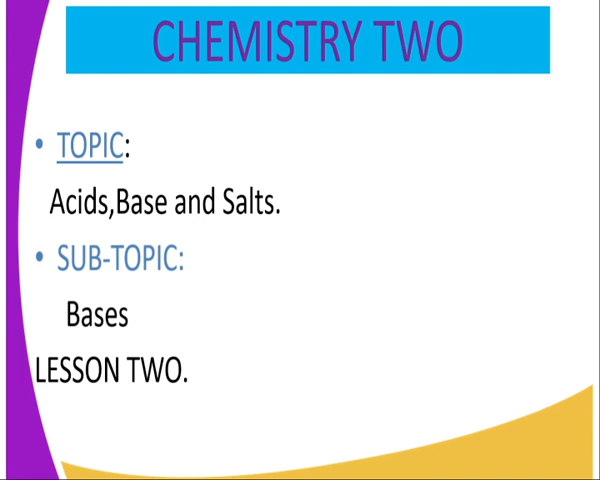 CHEMISTRY TWO
• TOPIC:
Acids,Base and Salts.
• SUB-TOPIC:
Bases
LESSON TWO.